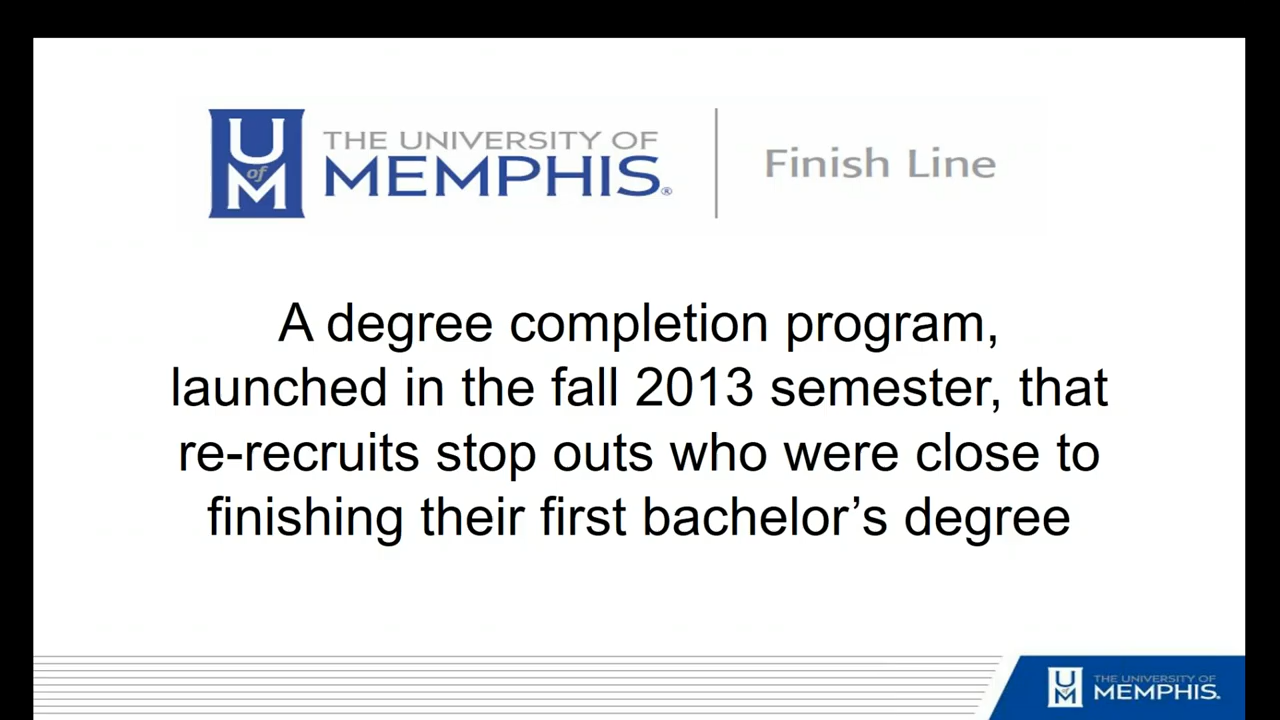 U
of
M
THE UNIVERSITY OF
MEMPHIS®
Finish Line
A degree completion program,
launched in the fall 2013 semester, that
re-recruits stop outs who were close to
finishing their first bachelor’s degree
U
M
THE UNIVERSITY OF
MEMPHIS.